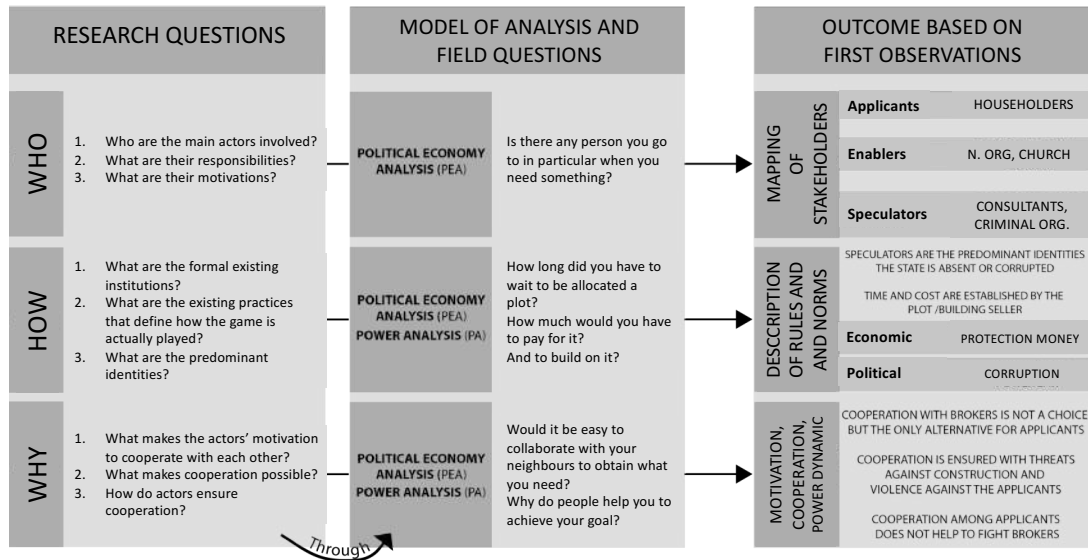 RESEARCH QUESTIONS
MODEL OF ANALYSIS AND
FIELD QUESTIONS
OUTCOME BASED ON
FIRST OBSERVATIONS
WHO
1. Who are the main actors involved?
2. What are their responsibilities?
3. What are their motivations?
POLITICAL ECONOMY
ANALYSIS (PEA)
Is there any person you go
to in particular when you
need something?
MAPPING
OF
STAKEHOLDERS
Applicants HOUSEHOLDERS
Enablers N. ORG, CHURCH
Speculators CONSULTANTS,
CRIMINAL ORG.
HOW
1. What are the formal existing
institutions?
2. What are the existing practices
that define how the game is
actually played?
3. What are the predominant
identities?
POLITICAL ECONOMY
ANALYSIS (PEA)
POWER ANALYSIS (PA)
How long did you have to
wait to be allocated a
plot?
How much would you have
to pay for it?
And to build on it?
DESCCRIPTION
OF RULES AND
AND NORMS
SPECULATORS ARE THE PREDOMINANT IDENTITIES
THE STATE IS ABSENT OR CORRUPTED
TIME AND COST ARE ESTABLISHED BY THE
PLOT /BUILDING SELLER
Economic PROTECTION MONEY
Political CORRUPTION
WHY
1. What makes the actors' motivation
to cooperate with each other?
2. What makes cooperation possible?
3. How do actors ensure
cooperation?
Through
POLITICAL ECONOMY
ANALYSIS (PEA)
POWER ANALYSIS (PA)
Would it be easy to
collaborate with your
neighbours to obtain what
you need?
Why do people help you to
achieve your goal?
MOTIVATION,
COOPERATION,
POWER DYNAMIC
COOPERATION WITH BROKERS IS NOT A CHOICE
BUT THE ONLY ALTERNATIVE FOR APPLICANTS
COOPERATION IS ENSURED WITH THREATS
AGAINST CONSTRUCTION AND
VIOLENCE AGAINST THE APPLICANTS
COOPERATION AMONG APPLICANTS
DOES NOT HELP TO FIGHT BROKERS